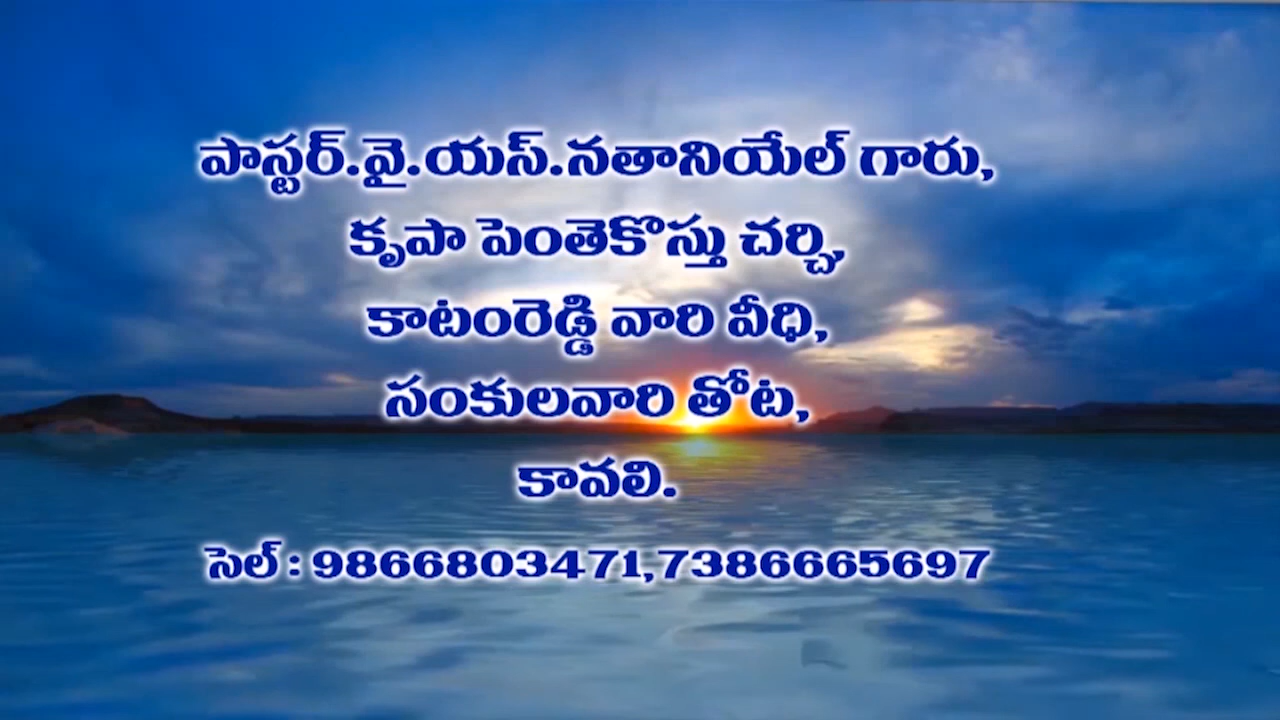 పాస్టర్.వై.యస్.నతానియేల్ గారు,
కృపా పెంతెకొస్తు చర్చి,
కాటంరెడ్డి వారి వీధి,
సంకులవారి తోట,
కావలి.
సెల్ : 9866803471,7386665697